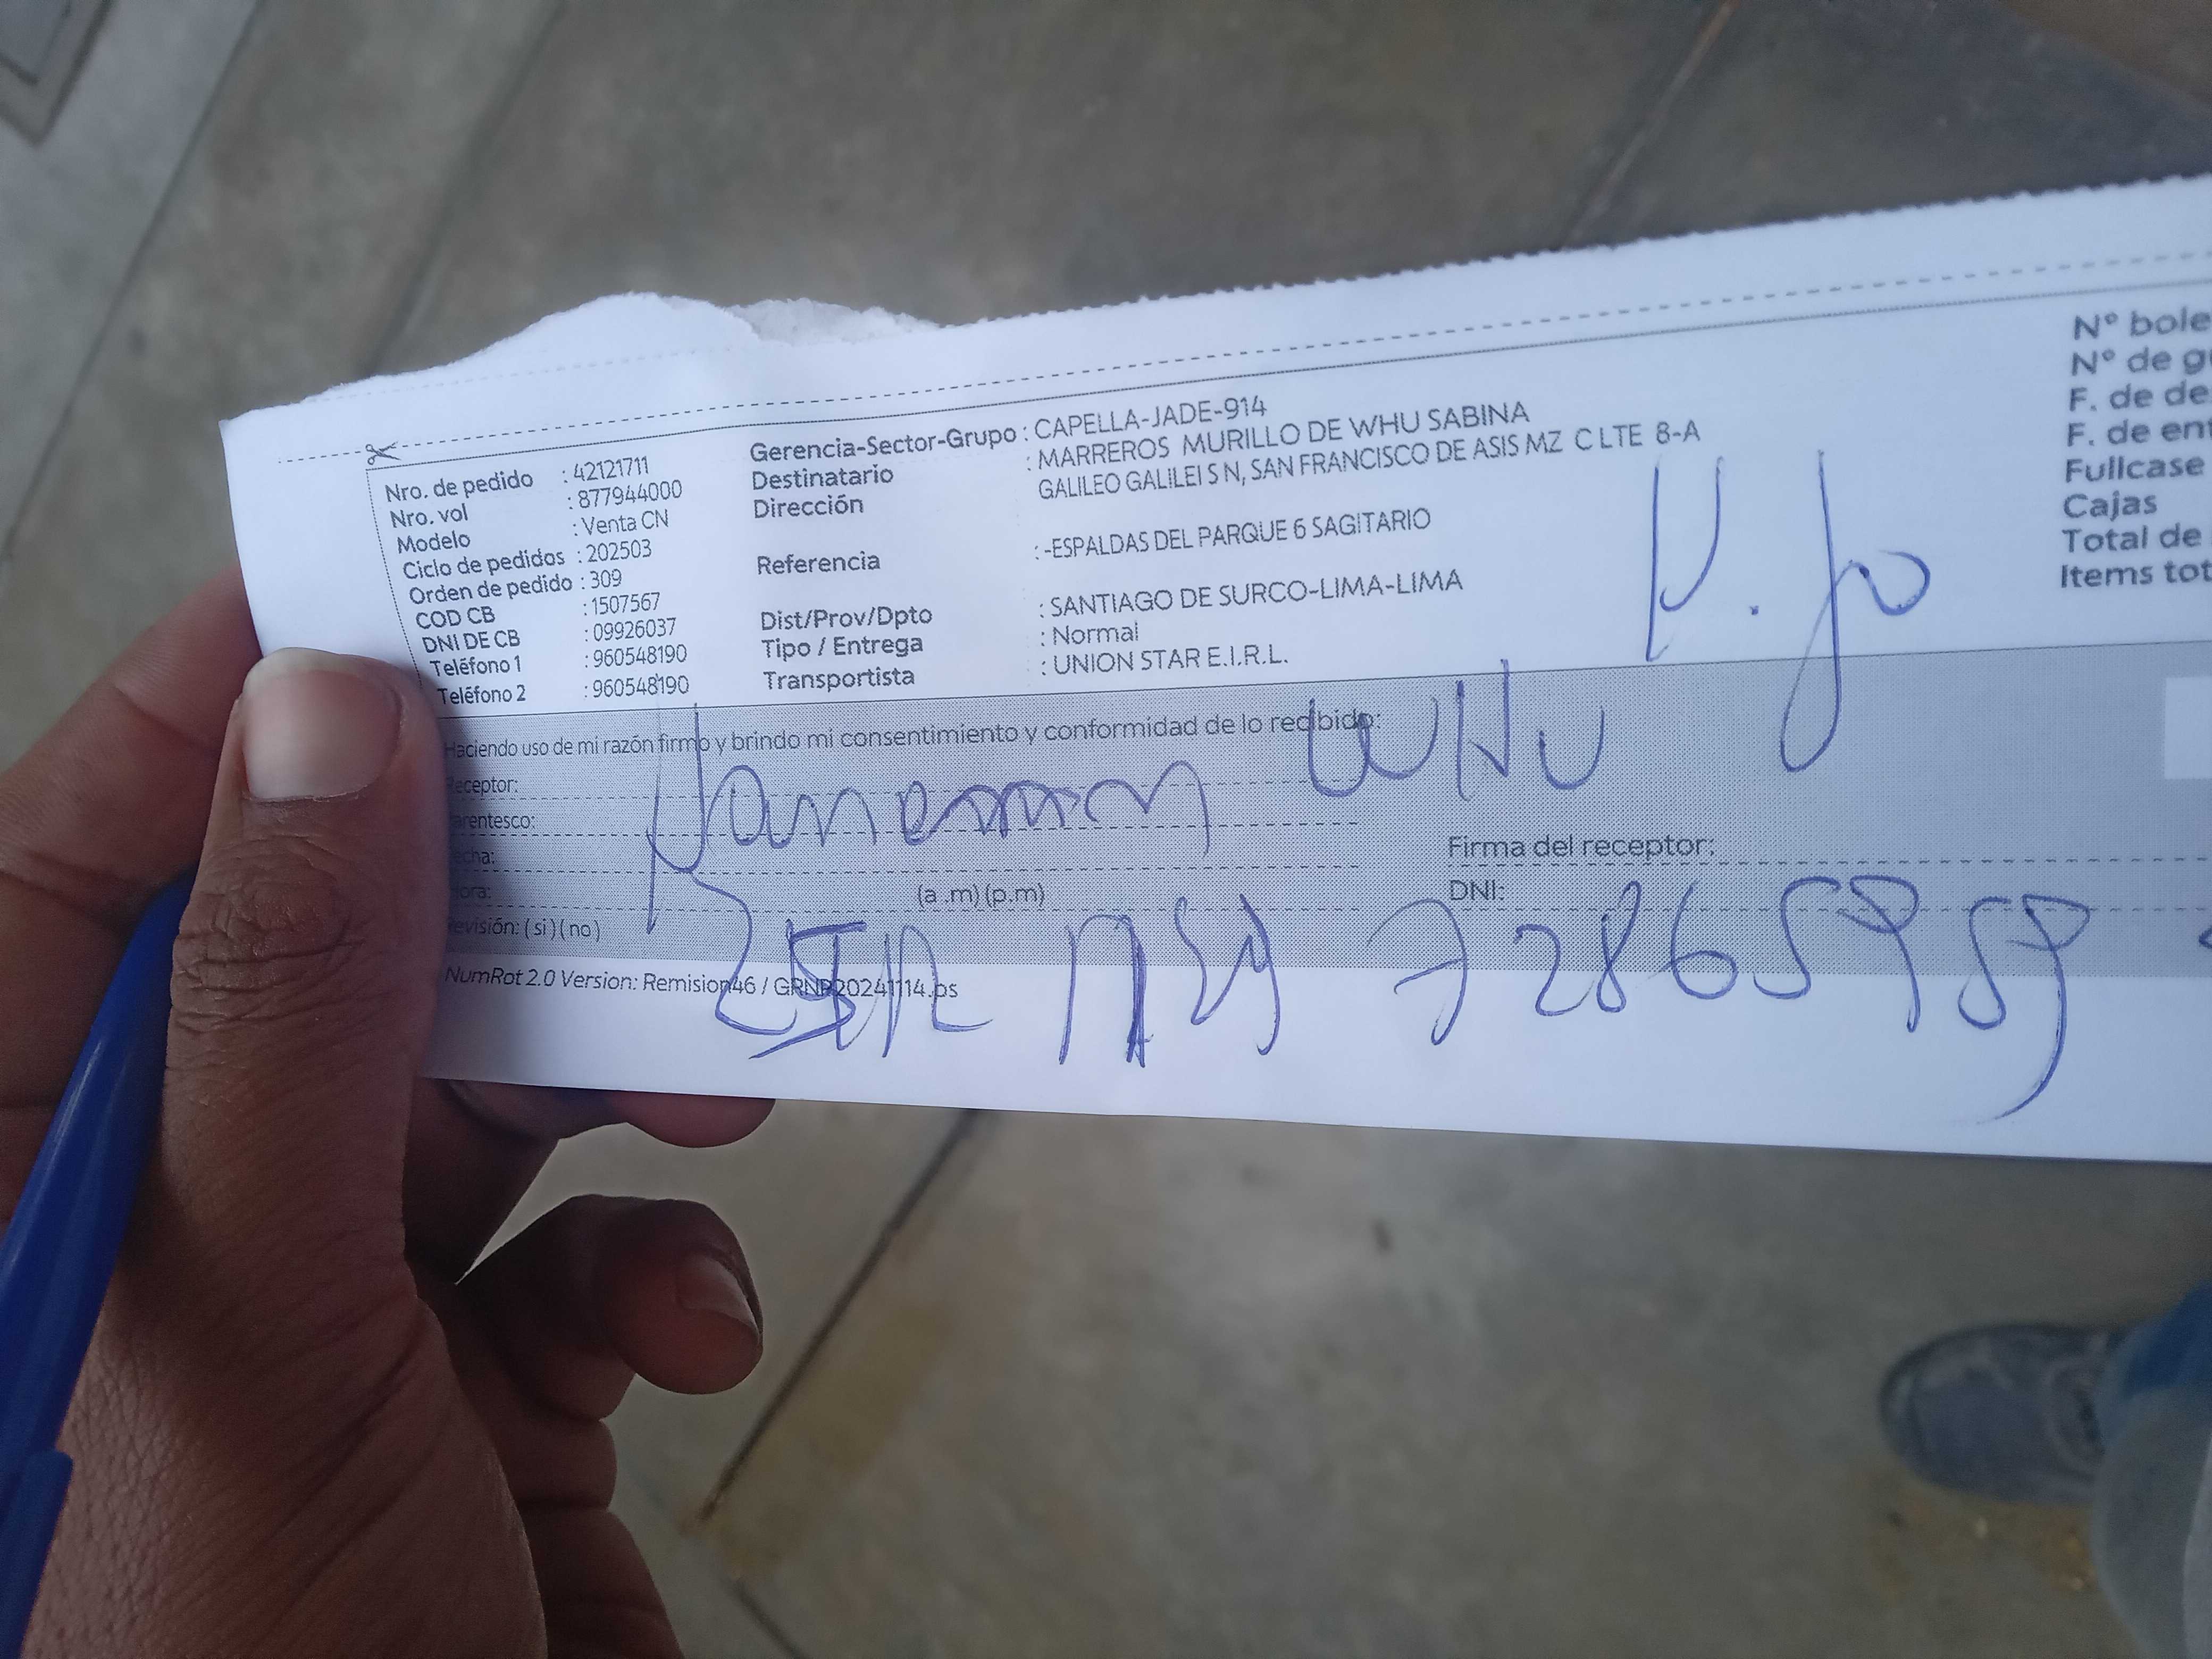 Nro. de pedido : 42121711
Nro. vol : 877944000
Modelo : Venta CN
Ciclo de pedidos : 202503
Orden de pedido : 309
COD CB : 1507567
DNI DE CB : 09926037
Teléfono 1 : 960548190
Teléfono 2 : 960548190
Gerencia-Sector-Grupo : CAPELLA-JADE-914
Destinatario : MARREROS MURILLO DE WHU SABINA
Dirección GALILEO GALILEI S N, SAN FRANCISCO DE ASIS MZ C LTE 8-A
Referencia : -ESPALDAS DEL PARQUE 6 SAGITARIO
Dist/Prov/Dpto : SANTIAGO DE SURCO-LIMA-LIMA
Tipo / Entrega : Normal
Transportista : UNION STAR E.I.R.L.
N° bole
N° de gu
F. de de
F. de ent
Fullcase
Cajas
Total de
Items tot
Haciendo uso de mi razón firmo y brindo mi consentimiento y conformidad de lo recibido:
WHU
Receptor:
Parentesco:
Fecha:
Hora: (a .m) (p.m)
Revisión: ( si ) ( no )
Firma del receptor:
DNI:
72865959
NumRot 2.0 Version: Remision46 / GRNP20241114.ps